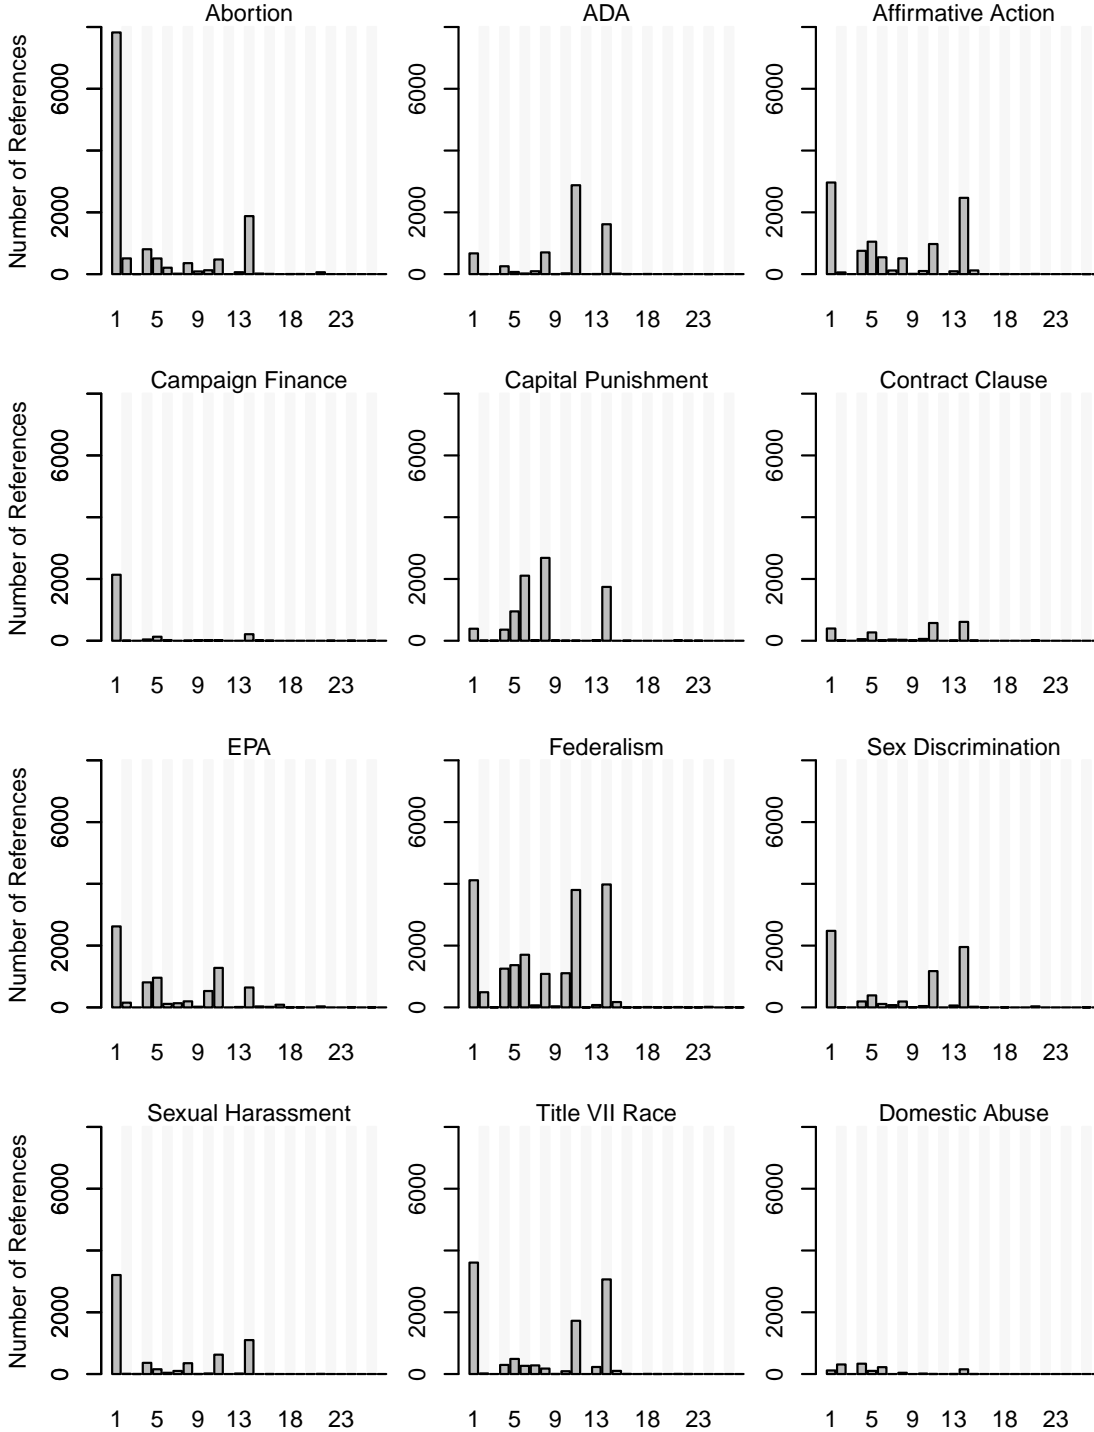 Abortion ADA Affirmative Action
Number of References
6000 6000 6000
2000 2000 2000
0 0 0
1 5 9 13 18 23 1 5 9 13 18 23 1 5 9 13 18 23
Campaign Finance Capital Punishment Contract Clause
Number of References
6000 6000 6000
2000 2000 2000
0 0 0
1 5 9 13 18 23 1 5 9 13 18 23 1 5 9 13 18 23
EPA Federalism Sex Discrimination
Number of References
6000 6000 6000
2000 2000 2000
0 0 0
1 5 9 13 18 23 1 5 9 13 18 23 1 5 9 13 18 23
Sexual Harassment Title VII Race Domestic Abuse
Number of References
6000 6000 6000
2000 2000 2000
0 0 0
1 5 9 13 18 23 1 5 9 13 18 23 1 5 9 13 18 23